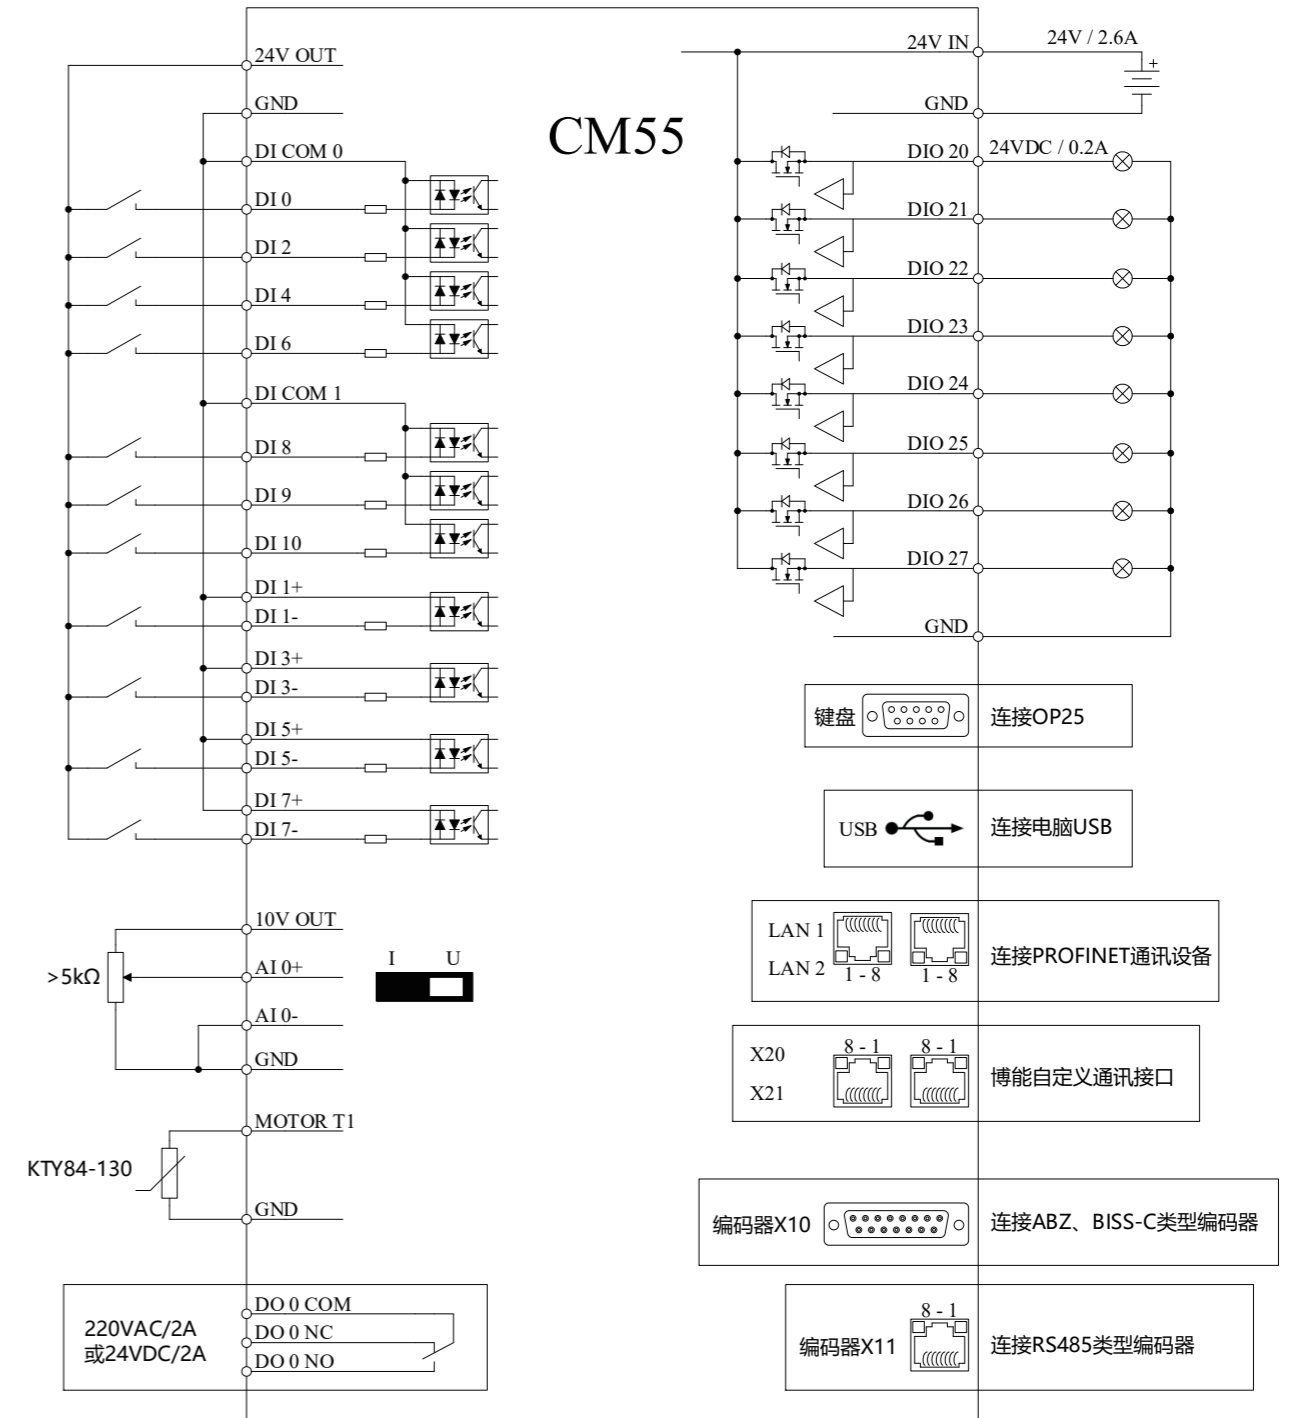 CM55
24V OUT
GND
DI COM 0
DI 0
DI 2
DI 4
DI 6
DI COM 1
DI 8
DI 9
DI 10
DI 1+
DI 1-
DI 3+
DI 3-
DI 5+
DI 5-
DI 7+
DI 7-
10V OUT
>5kΩ
AI 0+
I U
AI 0-
GND
MOTOR T1
KTY84-130
GND
DO 0 COM
220VAC/2A
DO 0 NC
或24VDC/2A
DO 0 NO
24V IN
24V / 2.6A
+
GND
DIO 20
24VDC / 0.2A
DIO 21
DIO 22
DIO 23
DIO 24
DIO 25
DIO 26
DIO 27
GND
键盘
连接OP25
USB
连接电脑USB
LAN 1
LAN 2
1 - 8 1 - 8
连接PROFINET通讯设备
8 - 1 8 - 1
X20
X21
博能自定义通讯接口
编码器X10
连接ABZ、BISS-C类型编码器
8 - 1
编码器X11
连接RS485类型编码器